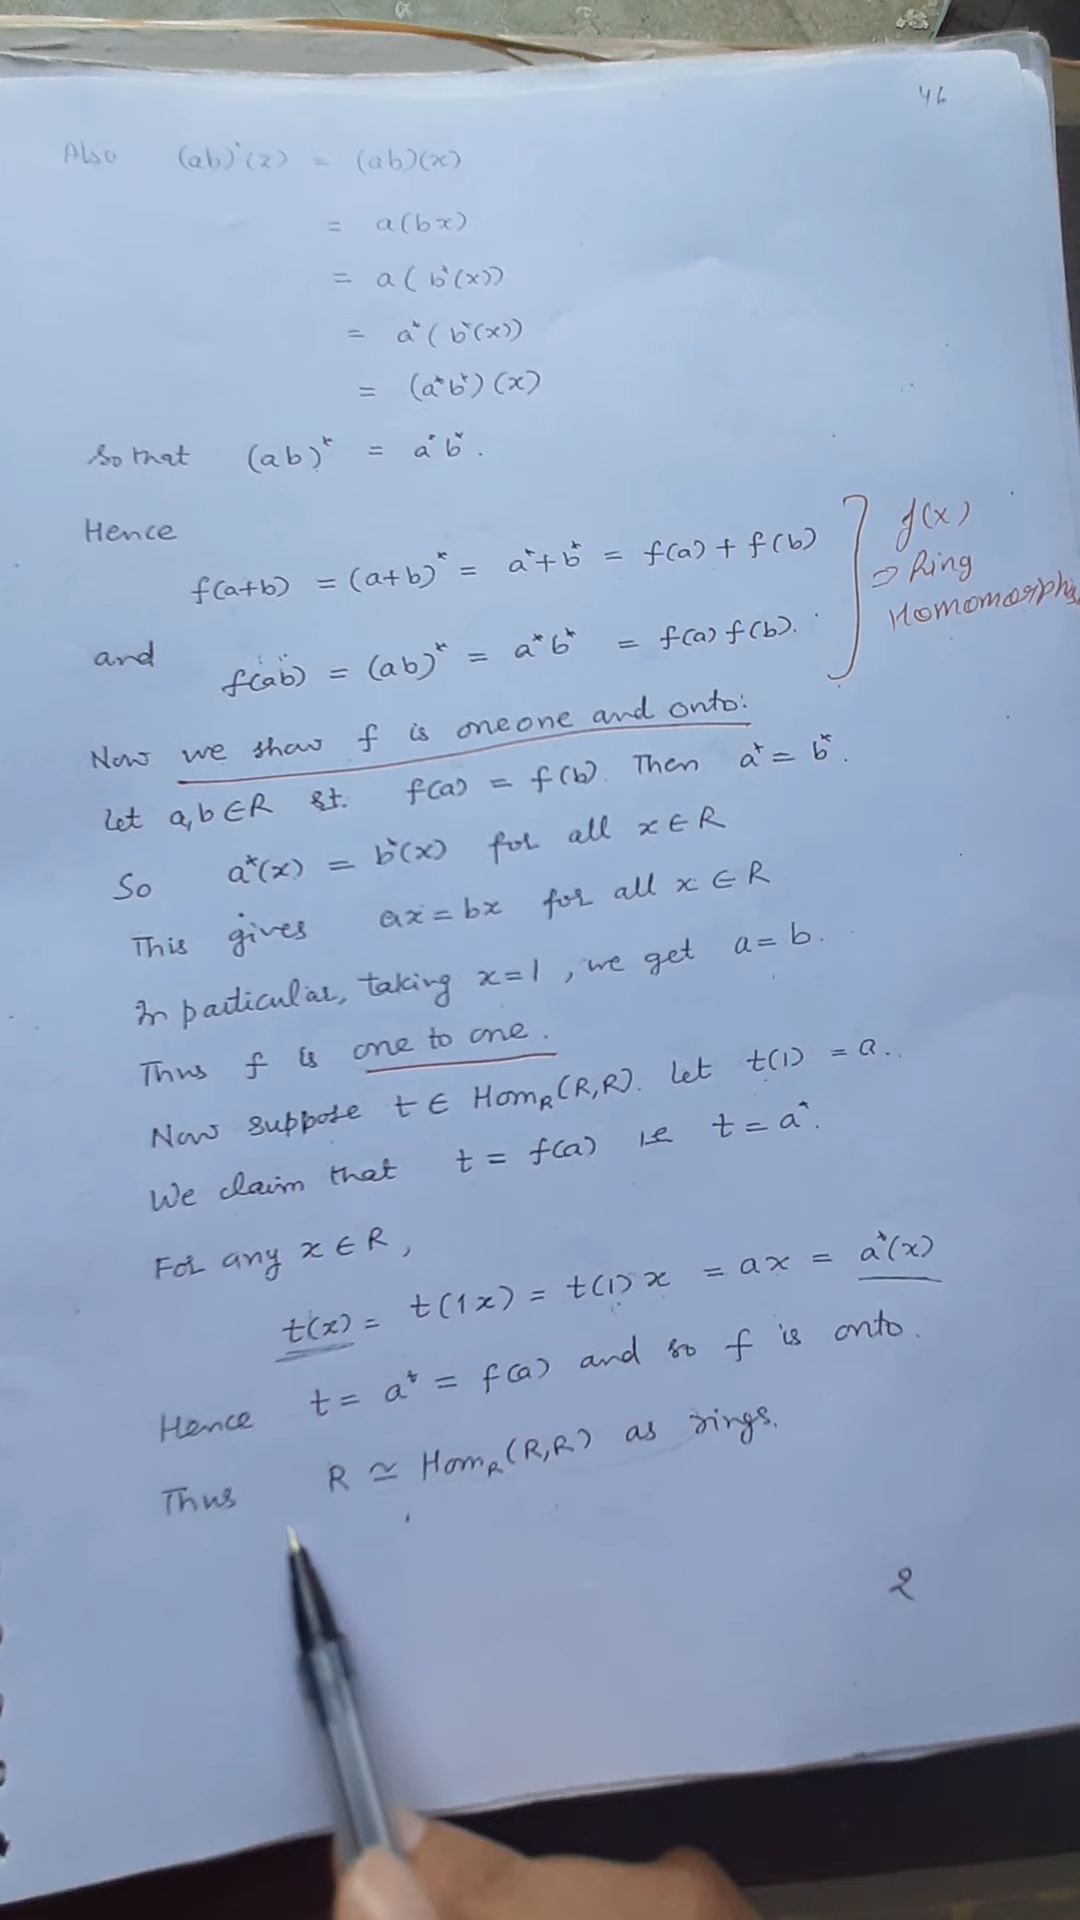 46
Also (ab)*(x) = (ab)(x)
= a(bx)
= a(b*(x))
= a*(b*(x))
= (a*b*)(x)
So that (ab)* = a*b*.
Hence
f(a+b) = (a+b)* = a*+b* = f(a)+f(b)
and f(ab) = (ab)* = a*b* = f(a)f(b).
f(x)
⇒ Ring
Homomorphis
Now we show f is one one and onto:
Let a,b∈R st. f(a) = f(b). Then a* = b*.
So a*(x) = b*(x) for all x∈R
This gives ax = bx for all x∈R
In particular, taking x=1, we get a=b.
Thus f is one to one.
Now suppose t∈ Hom_R(R,R). Let t(1) = a.
We claim that t = f(a) ie t = a*.
For any x∈R,
t(x) = t(1x) = t(1)x = ax = a*(x)
Hence t = a* = f(a) and so f is onto.
Thus R ≃ Hom_R(R,R) as rings.
2